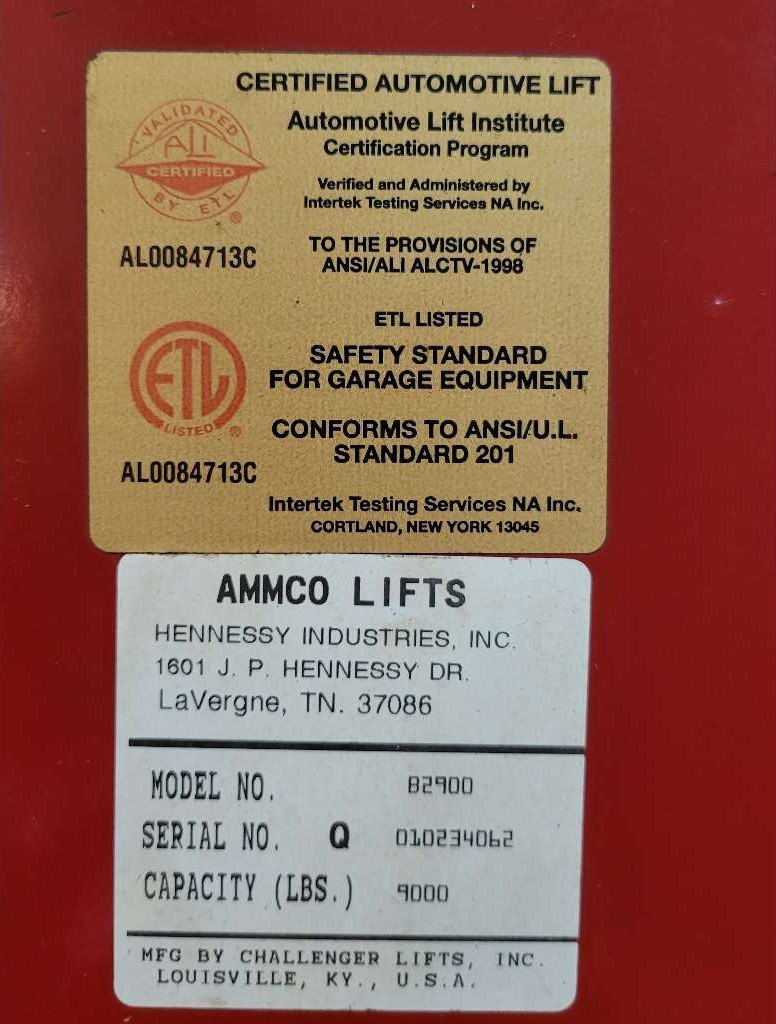 CERTIFIED AUTOMOTIVE LIFT
Automotive Lift Institute
Certification Program
Verified and Administered by
Intertek Testing Services NA Inc.
VALIDATED
ALI
CERTIFIED
BY ETL
®
AL0084713C
TO THE PROVISIONS OF
ANSI/ALI ALCTV-1998
ETL LISTED
SAFETY STANDARD
FOR GARAGE EQUIPMENT
ETL
LISTED
®
CONFORMS TO ANSI/U.L.
STANDARD 201
AL0084713C
Intertek Testing Services NA Inc.
CORTLAND, NEW YORK 13045
AMMCO LIFTS
HENNESSY INDUSTRIES, INC.
1601 J. P. HENNESSY DR.
LaVergne, TN. 37086
MODEL NO. 82900
SERIAL NO. Q 010234062
CAPACITY (LBS.) 9000
MFG BY CHALLENGER LIFTS, INC.
LOUISVILLE, KY., U.S.A.